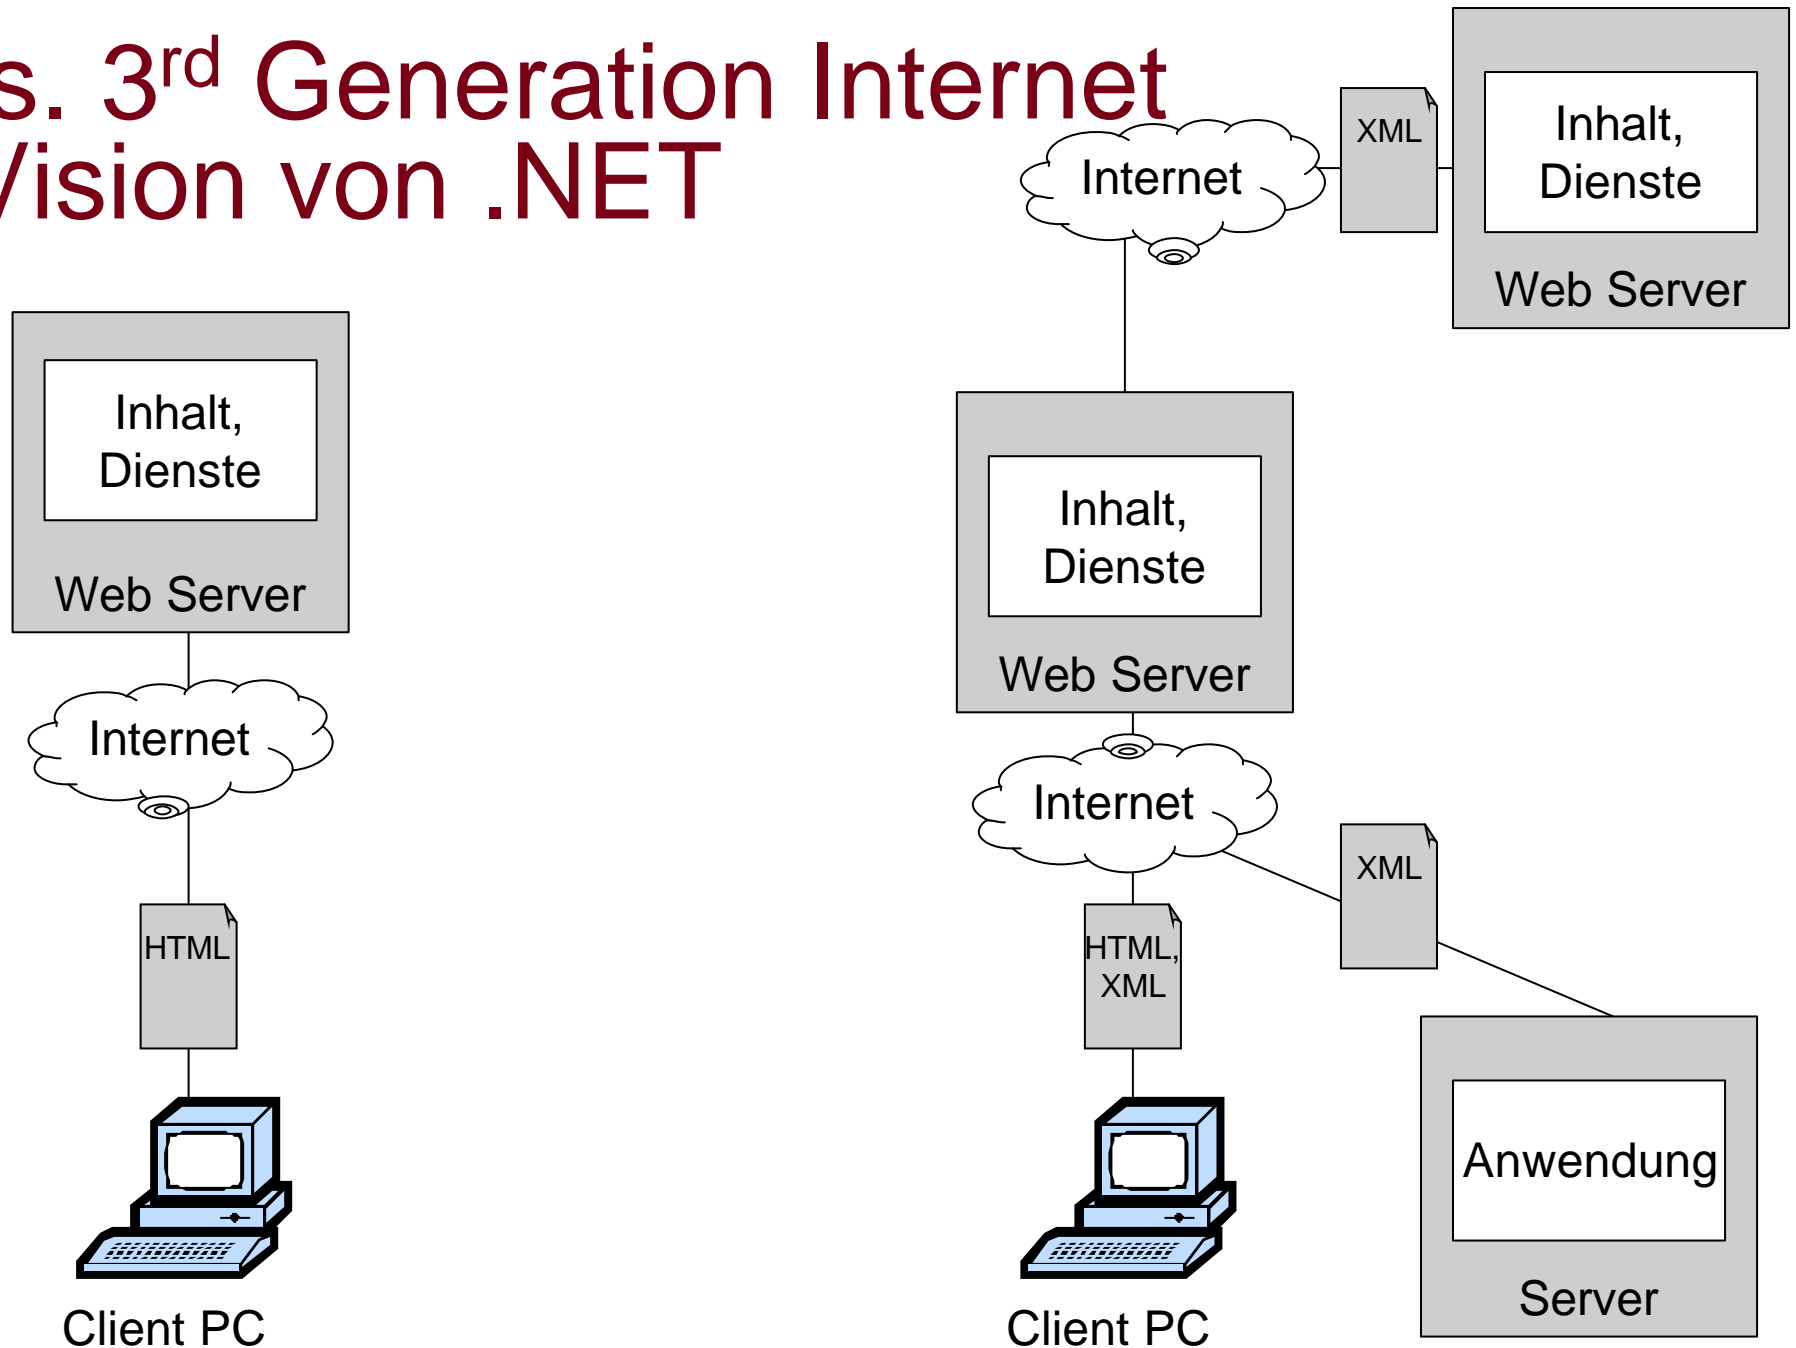 s. 3rd Generation Internet
Vision von .NET
Inhalt,
Dienste
Web Server
Internet
HTML
Client PC
Internet
XML
Inhalt,
Dienste
Web Server
Inhalt,
Dienste
Web Server
Internet
HTML,
XML
Client PC
XML
Anwendung
Server